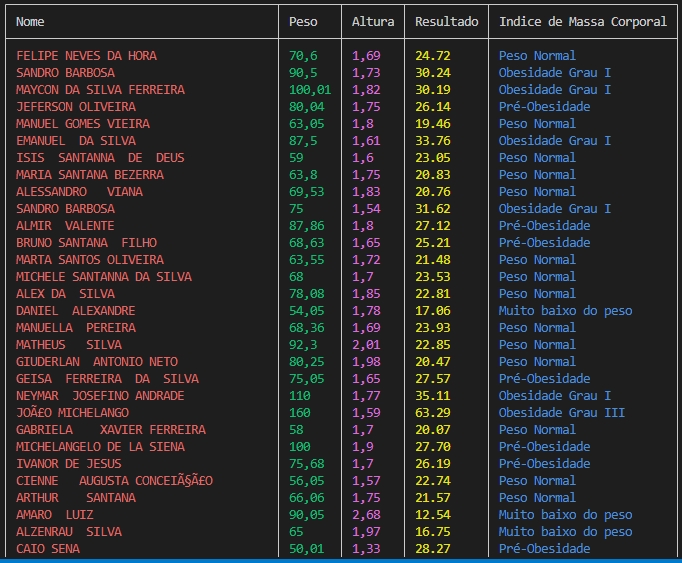 Nome Peso Altura Resultado Indice de Massa Corporal
FELIPE NEVES DA HORA 70,6 1,69 24.72 Peso Normal
SANDRO BARBOSA 90,5 1,73 30.24 Obesidade Grau I
MAYCON DA SILVA FERREIRA 100,01 1,82 30.19 Obesidade Grau I
JEFERSON OLIVEIRA 80,04 1,75 26.14 Pré-Obesidade
MANUEL GOMES VIEIRA 63,05 1,8 19.46 Peso Normal
EMANUEL  DA SILVA 87,5 1,61 33.76 Obesidade Grau I
ISIS  SANTANNA  DE  DEUS 59 1,6 23.05 Peso Normal
MARIA SANTANA BEZERRA 63,8 1,75 20.83 Peso Normal
ALESSANDRO   VIANA 69,53 1,83 20.76 Peso Normal
SANDRO BARBOSA 75 1,54 31.62 Obesidade Grau I
ALMIR  VALENTE 87,86 1,8 27.12 Pré-Obesidade
BRUNO SANTANA  FILHO 68,63 1,65 25.21 Pré-Obesidade
MARTA SANTOS OLIVEIRA 63,55 1,72 21.48 Peso Normal
MICHELE SANTANNA DA SILVA 68 1,7 23.53 Peso Normal
ALEX DA  SILVA 78,08 1,85 22.81 Peso Normal
DANIEL  ALEXANDRE 54,05 1,78 17.06 Muito baixo do peso
MANUELLA  PEREIRA 68,36 1,69 23.93 Peso Normal
MATHEUS   SILVA 92,3 2,01 22.85 Peso Normal
GIUDERLAN  ANTONIO NETO 80,25 1,98 20.47 Peso Normal
GEISA  FERREIRA  DA  SILVA 75,05 1,65 27.57 Pré-Obesidade
NEYMAR  JOSEFINO ANDRADE 110 1,77 35.11 Obesidade Grau I
JOÃ£O MICHELANGO 160 1,59 63.29 Obesidade Grau III
GABRIELA    XAVIER FERREIRA 58 1,7 20.07 Peso Normal
MICHELANGELO DE LA SIENA 100 1,9 27.70 Pré-Obesidade
IVANOR DE JESUS 75,68 1,7 26.19 Pré-Obesidade
CIENNE   AUGUSTA CONCEIÃ§Ã£O 56,05 1,57 22.74 Peso Normal
ARTHUR    SANTANA 66,06 1,75 21.57 Peso Normal
AMARO  LUIZ 90,05 2,68 12.54 Muito baixo do peso
ALZENRAU  SILVA 65 1,97 16.75 Muito baixo do peso
CAIO SENA 50,01 1,33 28.27 Pré-Obesidade